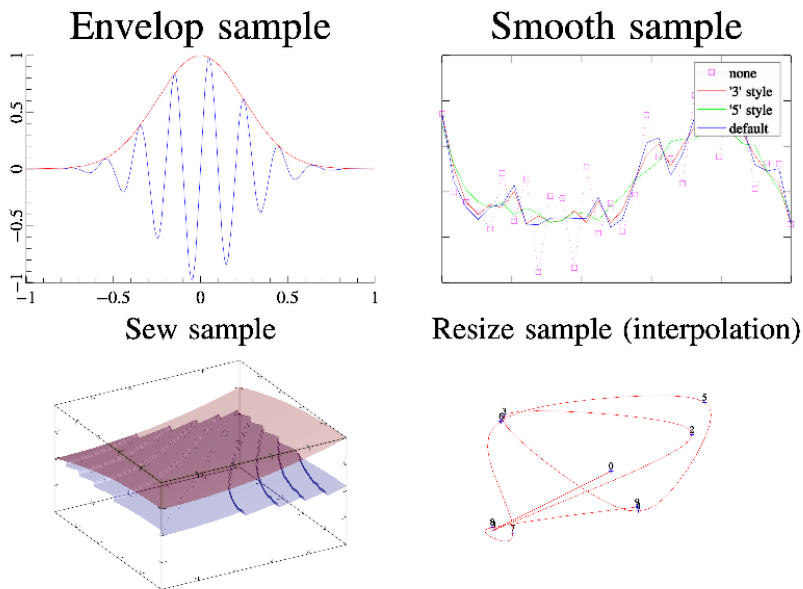 Envelop sample
Smooth sample
1
0.5
0
−0.5
−1
−1
−0.5
0
0.5
1
none
'3' style
'5' style
default
Sew sample
Resize sample (interpolation)
5
2
0